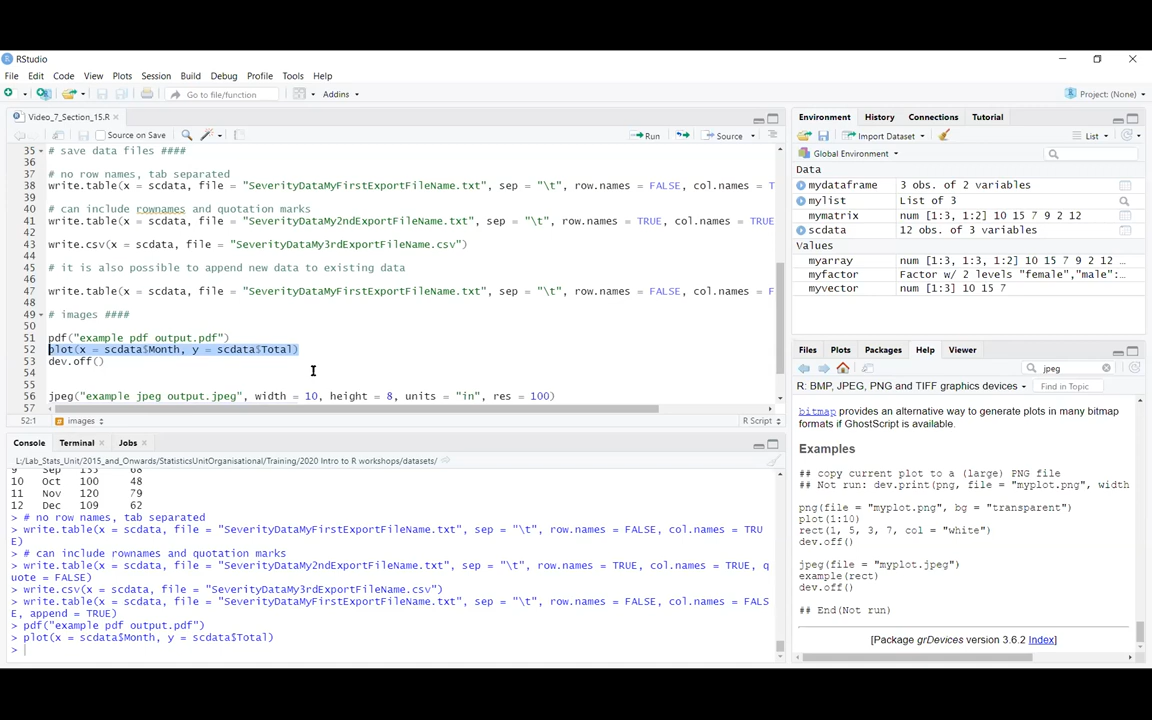 RStudio
File Edit Code View Plots Session Build Debug Profile Tools Help
Go to file/function Addins Project: (None)
Video_7_Section_15.R
Source on Save Run Source
35 # save data files ####
36
37 # no row names, tab separated
38 write.table(x = scdata, file = "SeverityDataMyFirstExportFileName.txt", sep = "\t", row.names = FALSE, col.names = T
39
40 # can include rownames and quotation marks
41 write.table(x = scdata, file = "SeverityDataMy2ndExportFileName.txt", sep = "\t", row.names = TRUE, col.names = TRUE
42
43 write.csv(x = scdata, file = "SeverityDataMy3rdExportFileName.csv")
44
45 # it is also possible to append new data to existing data
46
47 write.table(x = scdata, file = "SeverityDataMyFirstExportFileName.txt", sep = "\t", row.names = FALSE, col.names = F
48
49 # images ####
50
51 pdf("example pdf output.pdf")
52 plot(x = scdata$Month, y = scdata$Total)
53 dev.off()
54
55
56 jpeg("example jpeg output.jpeg", width = 10, height = 8, units = "in", res = 100)
57
52:1 images R Script
Console Terminal Jobs
L:/Lab_Stats_Unit/2015_and_Onwards/StatisticsUnitOrganisational/Training/2020 Intro to R workshops/datasets/
9 Sep 135 68
10 Oct 100 48
11 Nov 120 79
12 Dec 109 62
> # no row names, tab separated
> write.table(x = scdata, file = "SeverityDataMyFirstExportFileName.txt", sep = "\t", row.names = FALSE, col.names = TRU
E)
> # can include rownames and quotation marks
> write.table(x = scdata, file = "SeverityDataMy2ndExportFileName.txt", sep = "\t", row.names = TRUE, col.names = TRUE, q
uote = FALSE)
> write.csv(x = scdata, file = "SeverityDataMy3rdExportFileName.csv")
> write.table(x = scdata, file = "SeverityDataMyFirstExportFileName.txt", sep = "\t", row.names = FALSE, col.names = FALS
E, append = TRUE)
> pdf("example pdf output.pdf")
> plot(x = scdata$Month, y = scdata$Total)
>
Environment History Connections Tutorial
Import Dataset List
Global Environment
Data
mydataframe 3 obs. of 2 variables
mylist List of 3
mymatrix num [1:3, 1:2] 10 15 7 9 2 12
scdata 12 obs. of 3 variables
Values
myarray num [1:3, 1:3, 1:2] 10 15 7 9 2 12 ...
myfactor Factor w/ 2 levels "female","male":…
myvector num [1:3] 10 15 7
Files Plots Packages Help Viewer
jpeg
R: BMP, JPEG, PNG and TIFF graphics devices Find in Topic
bitmap provides an alternative way to generate plots in many bitmap
formats if GhostScript is available.
Examples
## copy current plot to a (large) PNG file
## Not run: dev.print(png, file = "myplot.png", width
png(file = "myplot.png", bg = "transparent")
plot(1:10)
rect(1, 5, 3, 7, col = "white")
dev.off()
jpeg(file = "myplot.jpeg")
example(rect)
dev.off()
## End(Not run)
[Package grDevices version 3.6.2 Index]